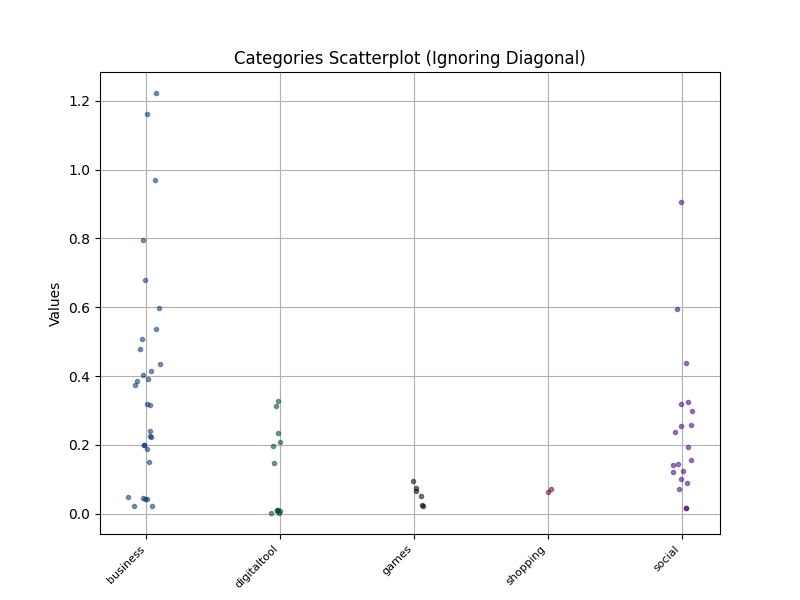 Categories Scatterplot (Ignoring Diagonal)
Values
1.2
1.0
0.8
0.6
0.4
0.2
0.0
business
digitaltool
games
shopping
social